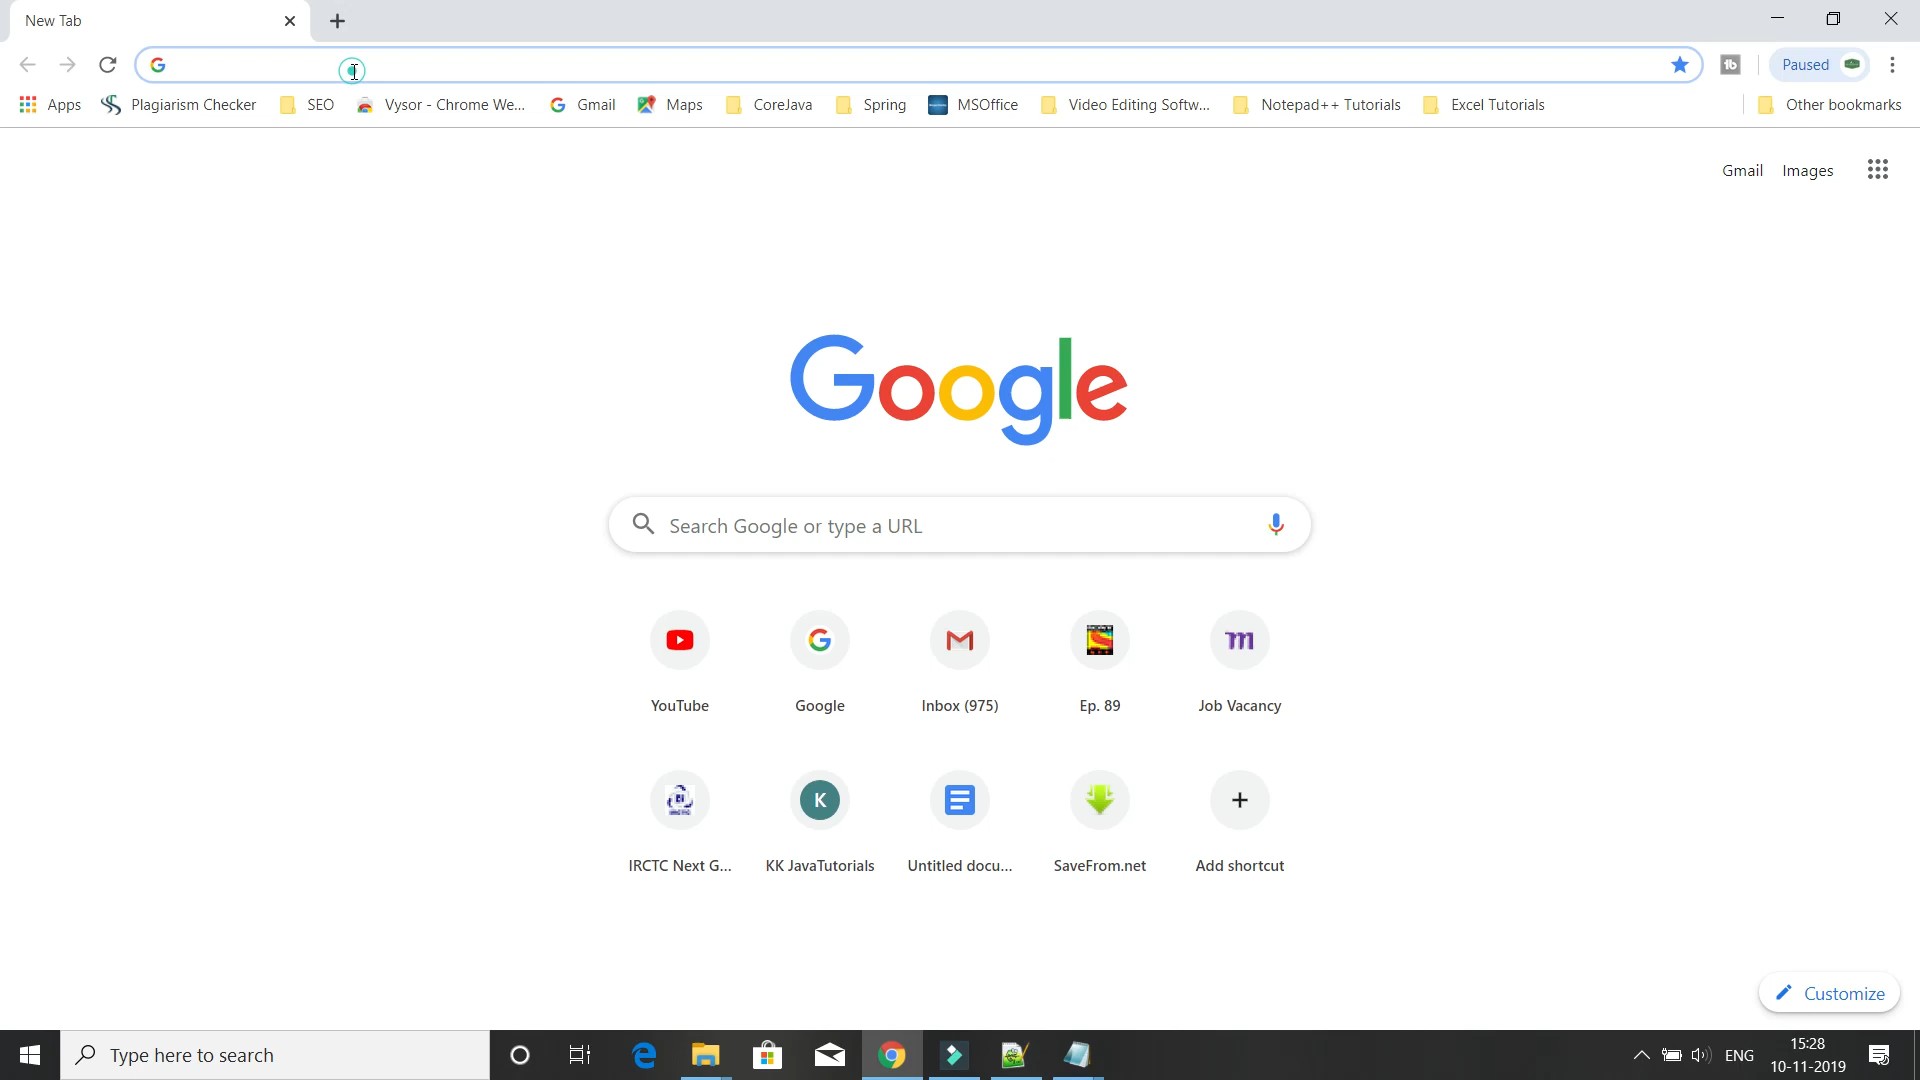 New Tab
Paused
Apps Plagiarism Checker SEO Vysor - Chrome We... Gmail Maps CoreJava Spring MSOffice Video Editing Softw... Notepad++ Tutorials Excel Tutorials Other bookmarks
Gmail Images
Google
Search Google or type a URL
YouTube Google Inbox (975) Ep. 89 Job Vacancy
K
IRCTC Next G... KK JavaTutorials Untitled docu... SaveFrom.net Add shortcut
Customize
Type here to search
ENG
15:28
10-11-2019